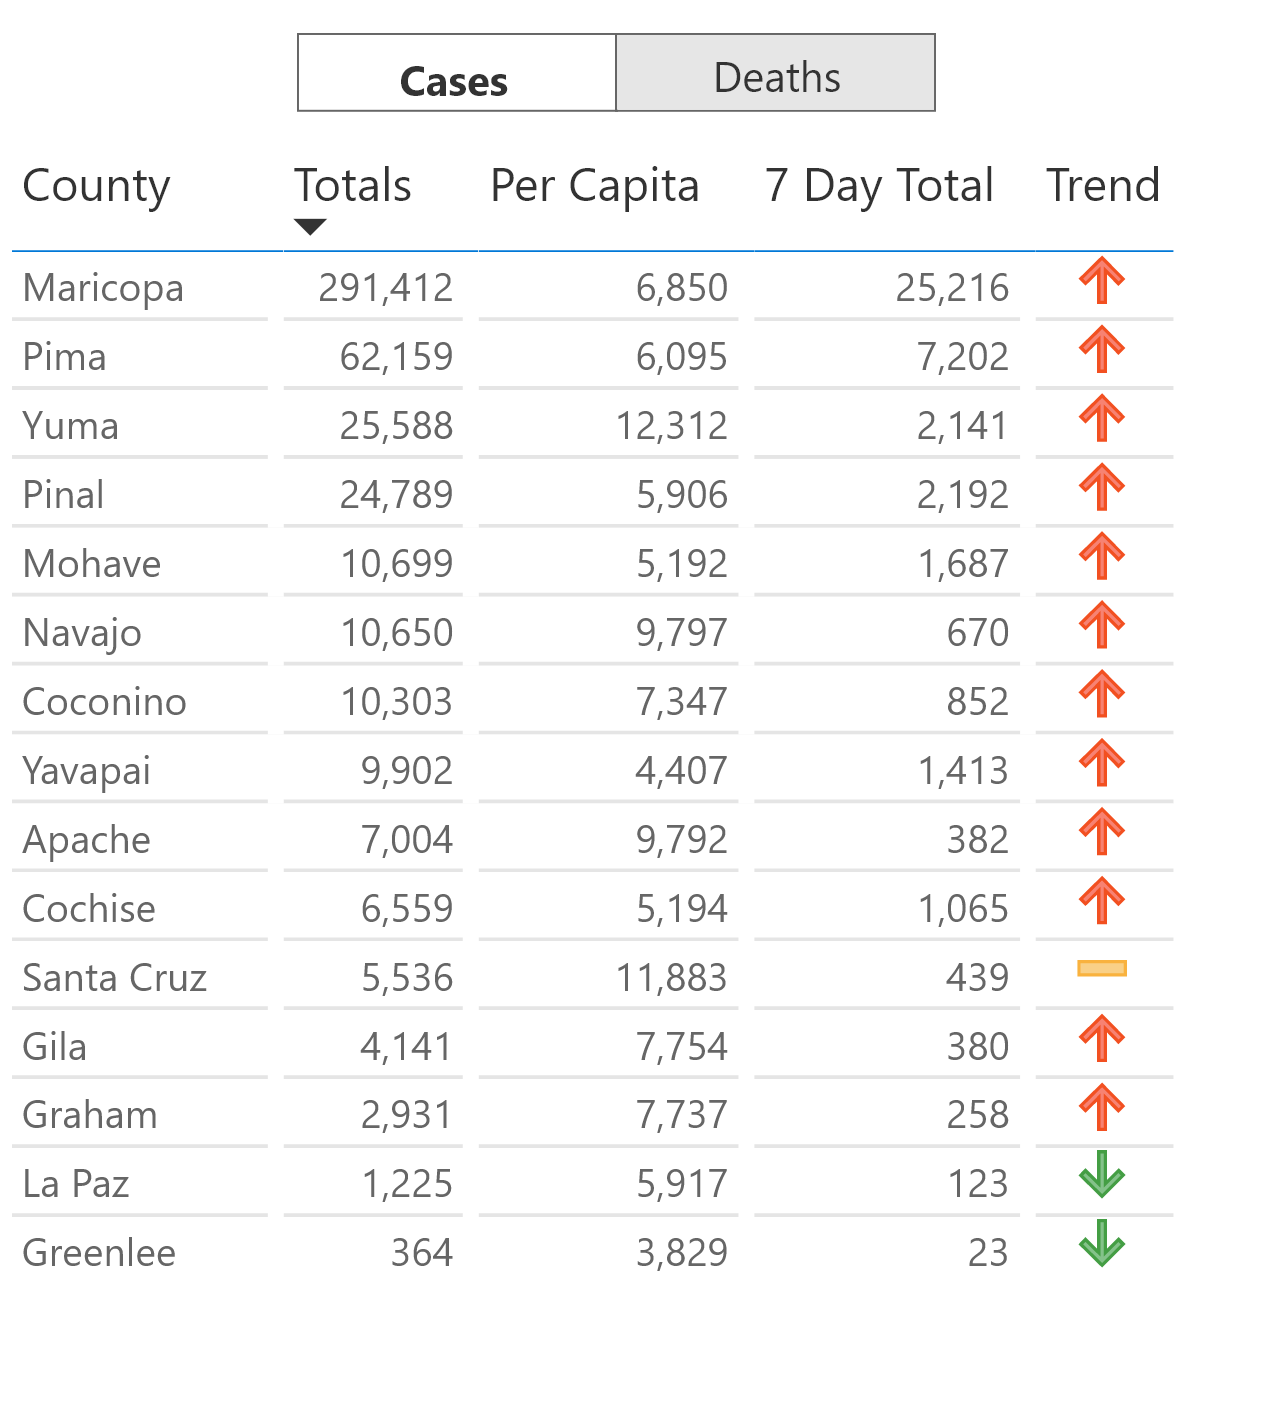 Cases Deaths
County Totals Per Capita 7 Day Total Trend
Maricopa 291,412 6,850 25,216
Pima 62,159 6,095 7,202
Yuma 25,588 12,312 2,141
Pinal 24,789 5,906 2,192
Mohave 10,699 5,192 1,687
Navajo 10,650 9,797 670
Coconino 10,303 7,347 852
Yavapai 9,902 4,407 1,413
Apache 7,004 9,792 382
Cochise 6,559 5,194 1,065
Santa Cruz 5,536 11,883 439
Gila 4,141 7,754 380
Graham 2,931 7,737 258
La Paz 1,225 5,917 123
Greenlee 364 3,829 23